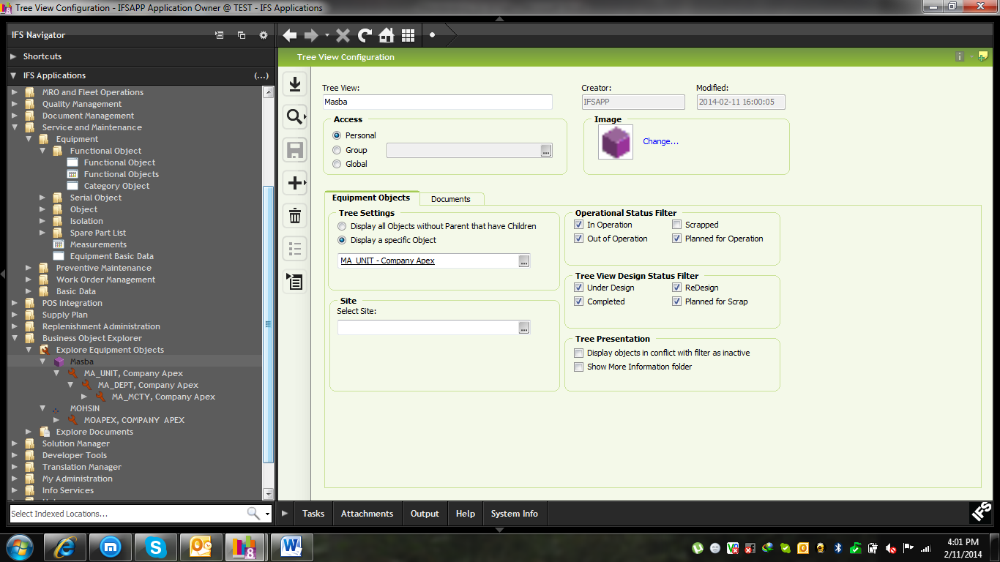 Tree View Configuration - IFSAPP Application Owner @ TEST - IFS Applications
IFS Navigator
Shortcuts
IFS Applications
(...)
MRO and Fleet Operations
Quality Management
Document Management
Service and Maintenance
Equipment
Functional Object
Functional Object
Functional Objects
Category Object
Serial Object
Object
Isolation
Spare Part List
Measurements
Equipment Basic Data
Preventive Maintenance
Work Order Management
Basic Data
POS Integration
Supply Plan
Replenishment Administration
Business Object Explorer
Explore Equipment Objects
Masba
MA_UNIT, Company Apex
MA_DEPT, Company Apex
MA_MCTY, Company Apex
MOHSIN
MOAPEX, COMPANY APEX
Explore Documents
Solution Manager
Developer Tools
Translation Manager
My Administration
Info Services
Select Indexed Locations...
Tree View Configuration
Tree View:
Masba
Creator:
IFSAPP
Modified:
2014-02-11 16:00:05
Access
Personal
Group
...
Global
Image
Change...
Equipment Objects
Documents
Tree Settings
Display all Objects without Parent that have Children
Display a specific Object
MA_UNIT - Company Apex
...
Site
Select Site:
...
Operational Status Filter
In Operation
Scrapped
Out of Operation
Planned for Operation
Tree View Design Status Filter
Under Design
ReDesign
Completed
Planned for Scrap
Tree Presentation
Display objects in conflict with filter as inactive
Show More Information folder
Tasks
Attachments
Output
Help
System Info
IFS
4:01 PM
2/11/2014